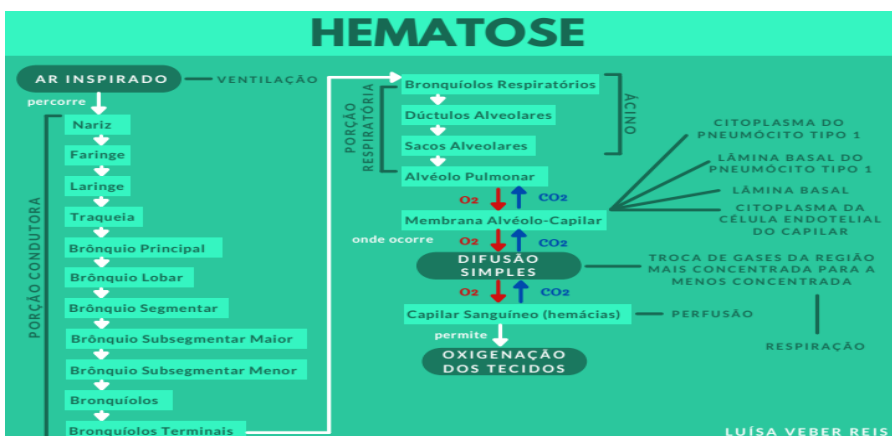 HEMATOSE
AR INSPIRADO
VENTILAÇÃO
percorre
PORÇÃO CONDUTORA
Nariz
Faringe
Laringe
Traqueia
Brônquio Principal
Brônquio Lobar
Brônquio Segmentar
Brônquio Subsegmentar Maior
Brônquio Subsegmentar Menor
Bronquíolos
Bronquíolos Terminais
PORÇÃO
RESPIRATÓRIA
Bronquíolos Respiratórios
Dúctulos Alveolares
Sacos Alveolares
Alvéolo Pulmonar
ÁCINO
O2 CO2
Membrana Alvéolo-Capilar
CITOPLASMA DO
PNEUMÓCITO TIPO 1
LÂMINA BASAL DO
PNEUMÓCITO TIPO 1
LÂMINA BASAL
CITOPLASMA DA
CÉLULA ENDOTELIAL
DO CAPILAR
onde ocorre
O2 CO2
DIFUSÃO
SIMPLES
TROCA DE GASES DA REGIÃO
MAIS CONCENTRADA PARA A
MENOS CONCENTRADA
O2 CO2
Capilar Sanguíneo (hemácias)
PERFUSÃO
RESPIRAÇÃO
permite
OXIGENAÇÃO
DOS TECIDOS
LUÍSA VEBER REIS